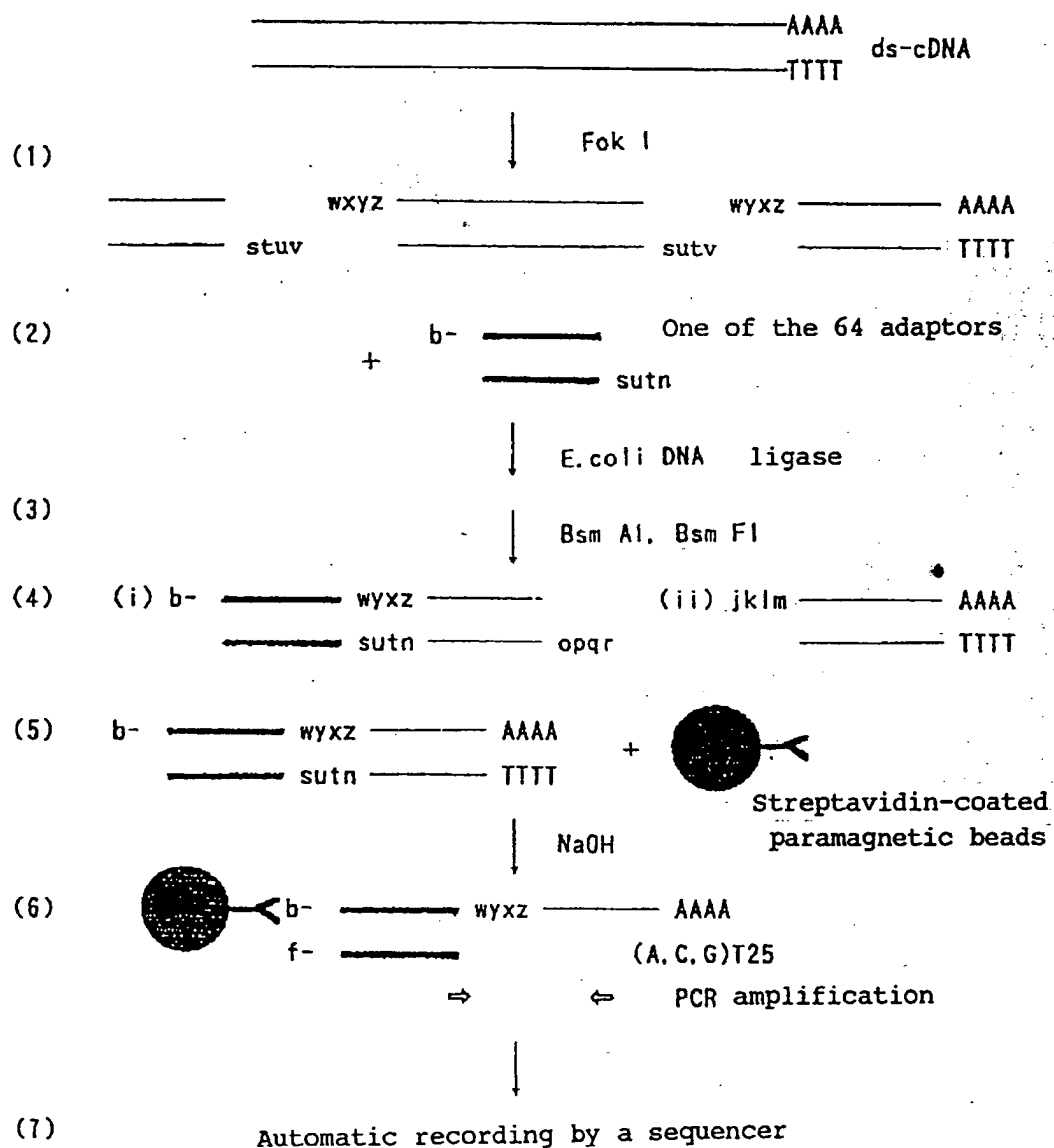 AAAA
ds-cDNA
TTTT
Fok I
(1)
wxyz wyxz AAAA
stuv sutv TTTT
(2) b- One of the 64 adaptors
+
sutn
E.coli DNA ligase
(3)
Bsm AI, Bsm FI
(4) (i) b- wyxz (ii) jklm AAAA
sutn opqr TTTT
(5) b- wyxz AAAA +
sutn TTTT
Streptavidin-coated
paramagnetic beads
NaOH
(6) b- wyxz AAAA
f- (A,C,G)T25
⇨ ⇦ PCR amplification
(7) Automatic recording by a sequencer